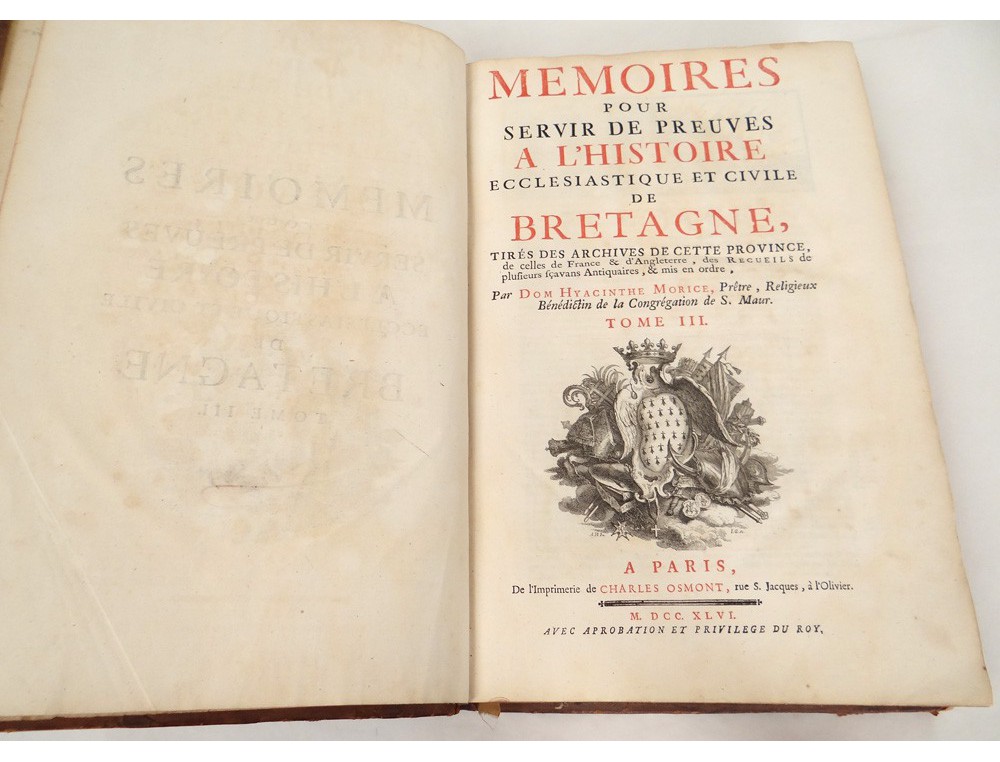 MEMOIRES
POUR
SERVIR DE PREUVES
A L'HISTOIRE
ECCLESIASTIQUE ET CIVILE
DE
BRETAGNE,
TIRÉS DES ARCHIVES DE CETTE PROVINCE,
de celles de France & d'Angleterre, des RECUEILS de
plusieurs sçavans Antiquaires, & mis en ordre,
Par DOM HYACINTHE MORICE, Prêtre, Religieux
Bénédictin de la Congrégation de S. Maur.
TOME III.
A PARIS,
De l'Imprimerie de CHARLES OSMONT, rue S. Jacques, à l'Olivier.
M. DCC. XLVI.
AVEC APROBATION ET PRIVILEGE DU ROY,